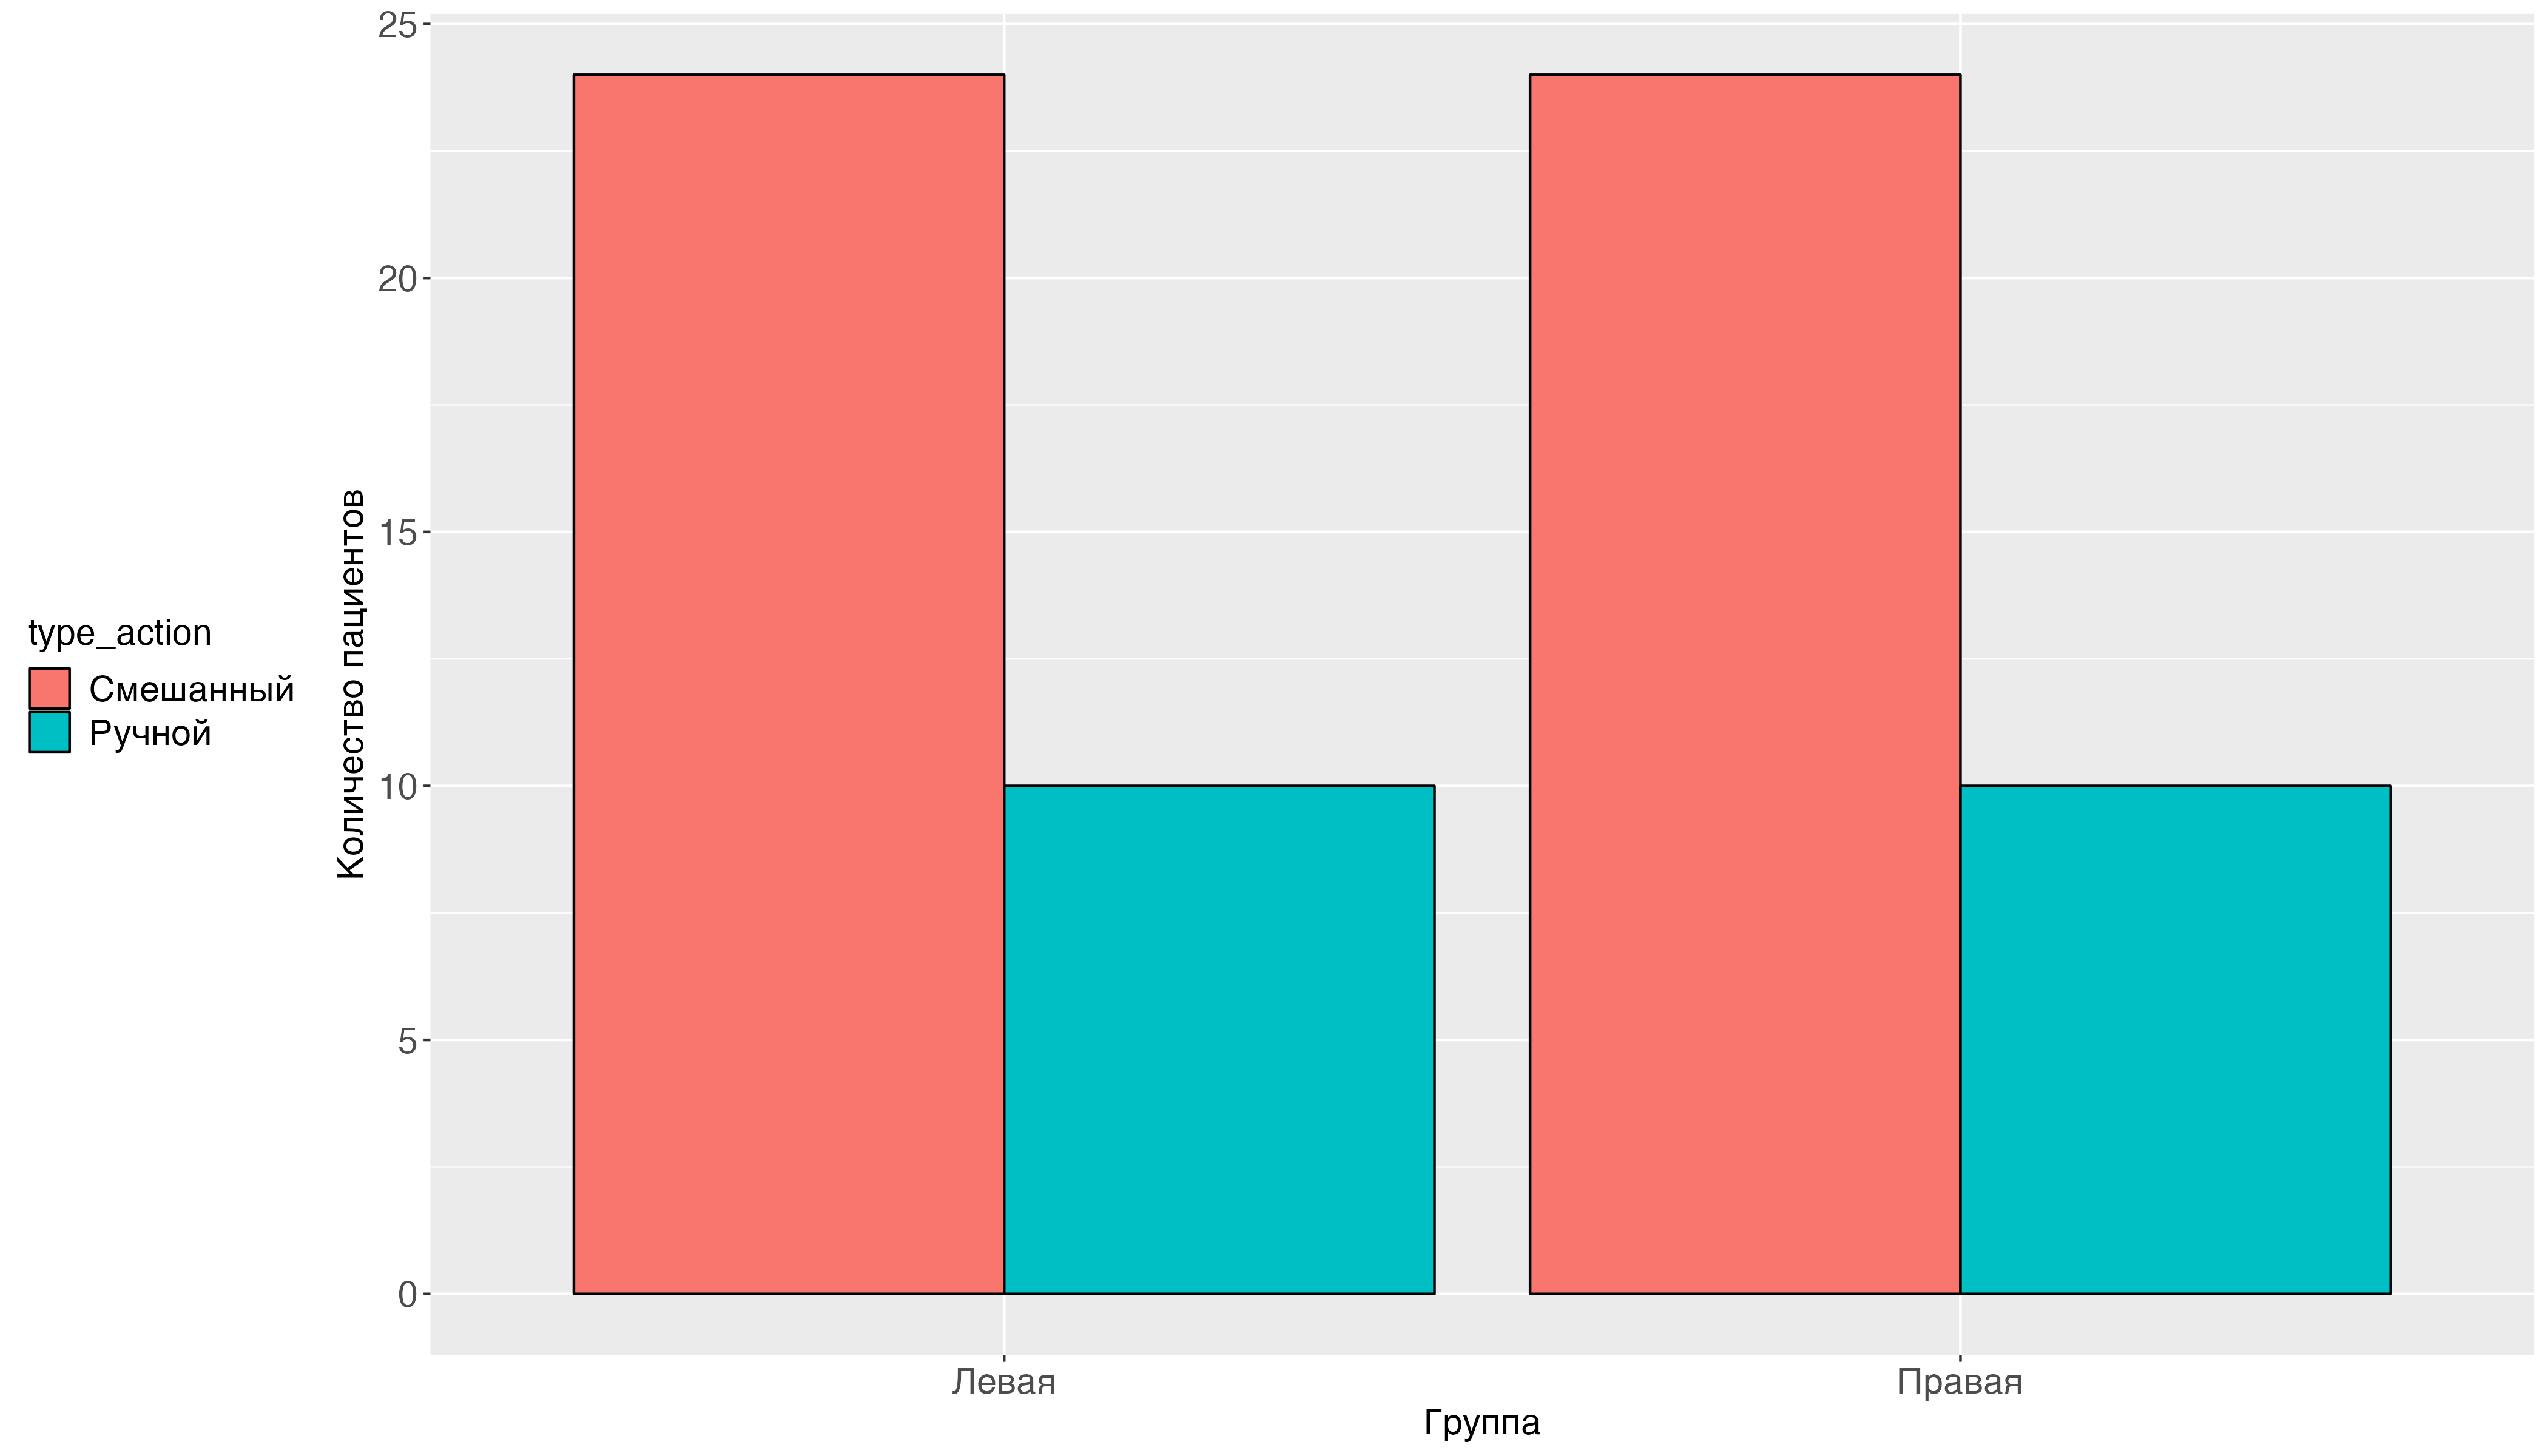 type_action
Смешанный
Ручной
Количество пациентов
25
20
15
10
5
0
Левая
Правая
Группа